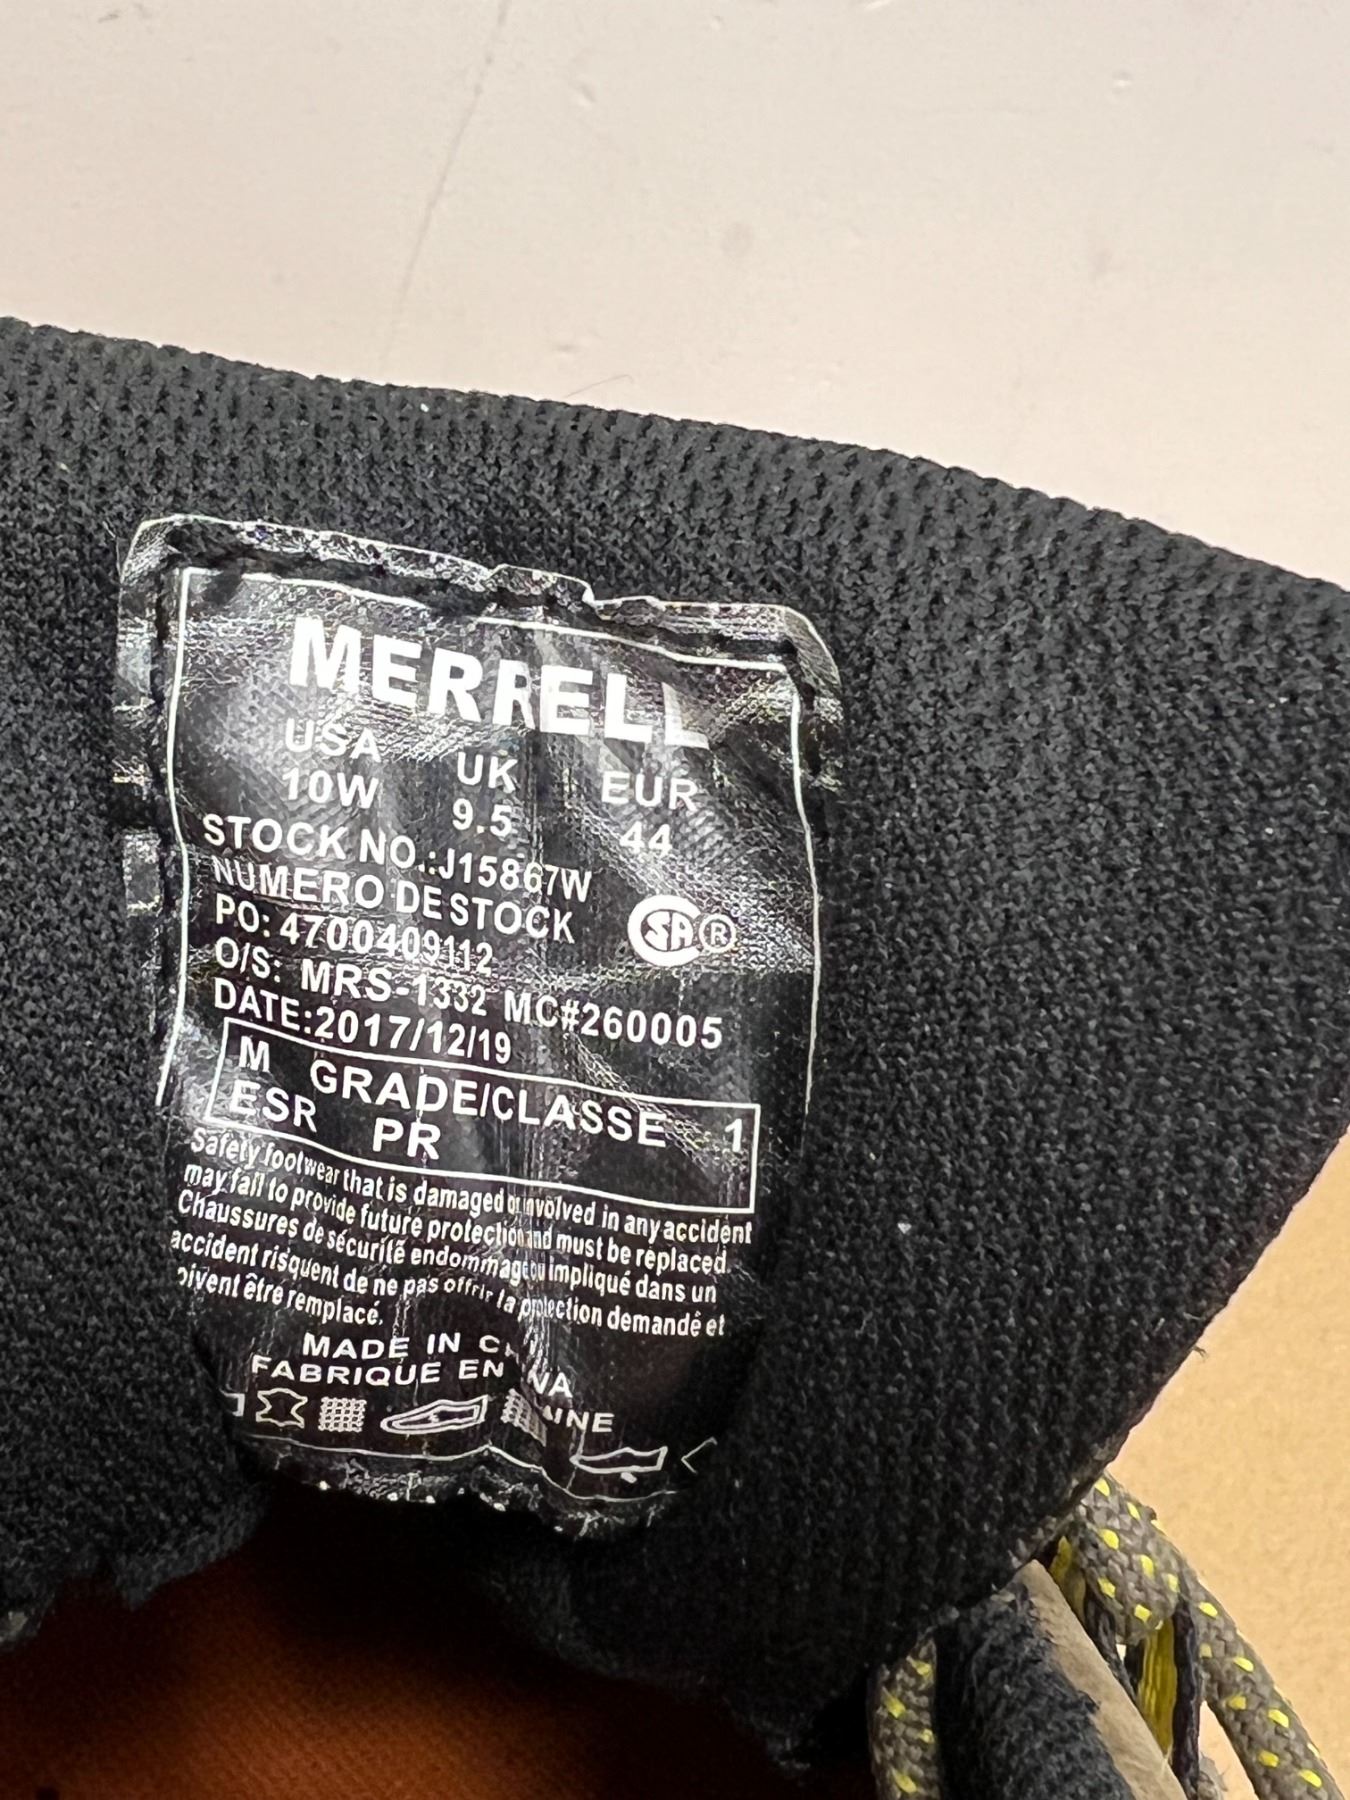 MERRELL
USA UK EUR
10W 9.5 44
STOCK NO.:J15867W
NUMERO DE STOCK
CSA ®
PO: 4700409112
O/S: MRS-1332 MC#260005
DATE:2017/12/19
M GRADE/CLASSE 1
ESR PR
Safety footwear that is damaged or involved in any accident
may fail to provide future protection and must be replaced.
Chaussures de sécurité endommagé ou impliqué dans un
accident risquent de ne pas offrir la protection demandé et
oivent être remplacé.
MADE IN CHINA
FABRIQUE EN